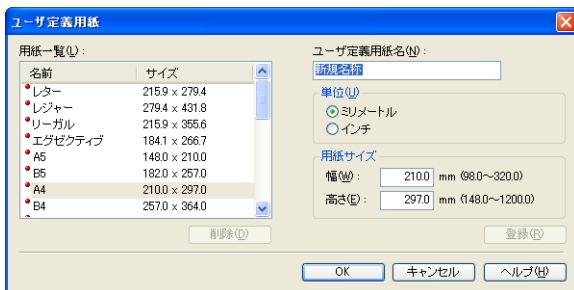 ユーザ定義用紙
用紙一覧(L):
名前 サイズ
レター 215.9 x 279.4
レジャー 279.4 x 431.8
リーガル 215.9 x 355.6
エグゼクティブ 184.1 x 266.7
A5 148.0 x 210.0
B5 182.0 x 257.0
A4 210.0 x 297.0
B4 257.0 x 364.0
削除(D)
ユーザ定義用紙名(N):
新規名称
単位(U)
ミリメートル
インチ
用紙サイズ
幅(W): 210.0 mm (98.0～320.0)
高さ(E): 297.0 mm (148.0～1200.0)
登録(R)
OK キャンセル ヘルプ(H)